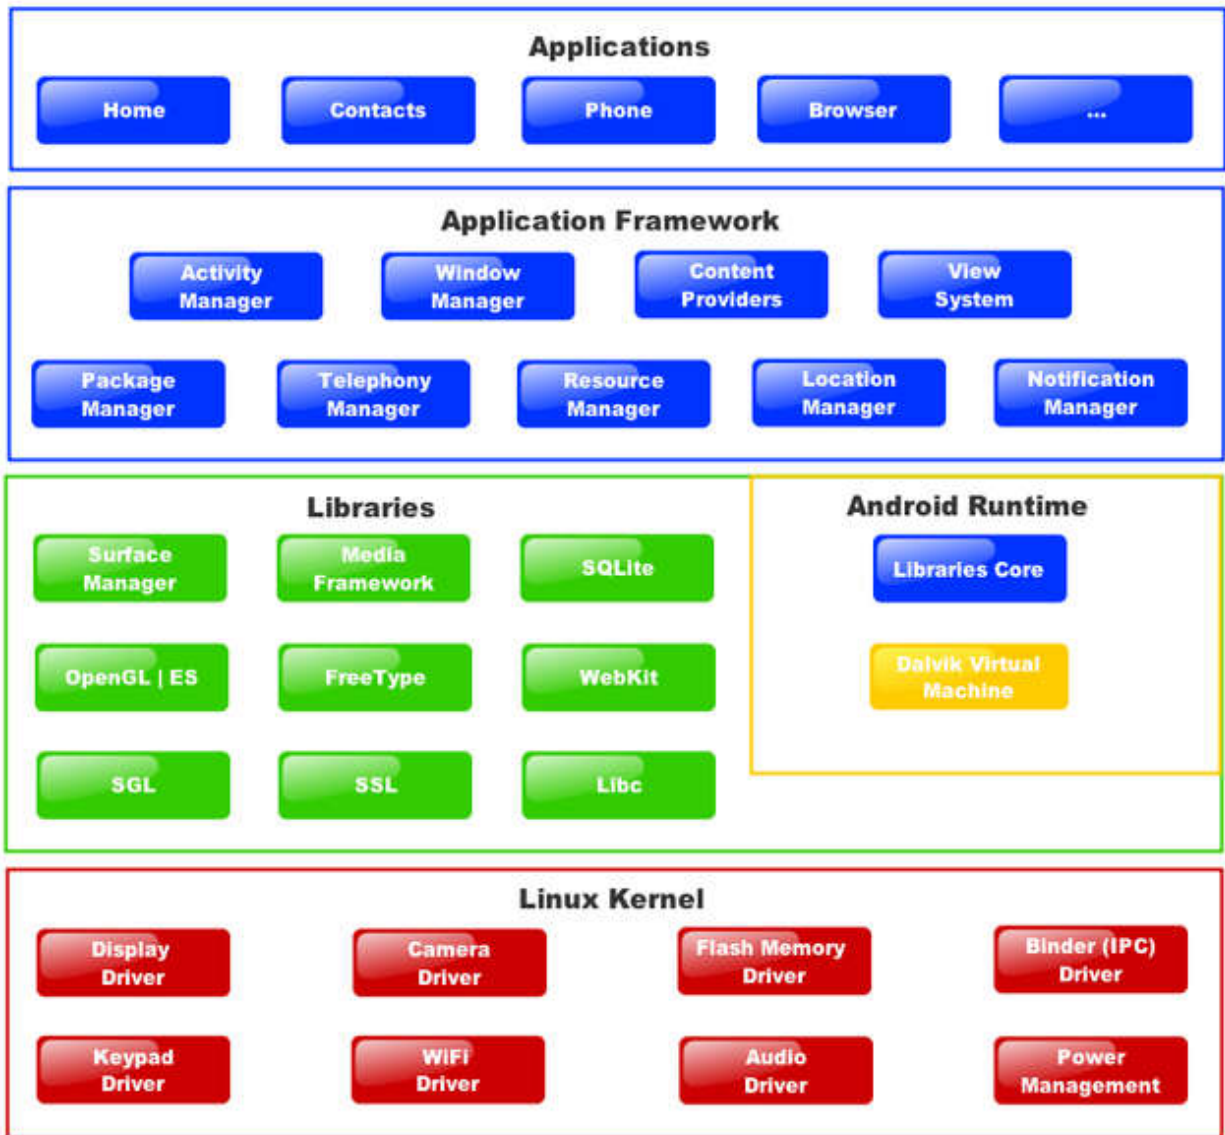 Applications
Home
Contacts
Phone
Browser
...
Application Framework
Activity
Manager
Window
Manager
Content
Providers
View
System
Package
Manager
Telephony
Manager
Resource
Manager
Location
Manager
Notification
Manager
Libraries
Surface
Manager
Media
Framework
SQLite
OpenGL | ES
FreeType
WebKit
SGL
SSL
Libc
Android Runtime
Libraries Core
Dalvik Virtual
Machine
Linux Kernel
Display
Driver
Camera
Driver
Flash Memory
Driver
Binder (IPC)
Driver
Keypad
Driver
WiFi
Driver
Audio
Driver
Power
Management